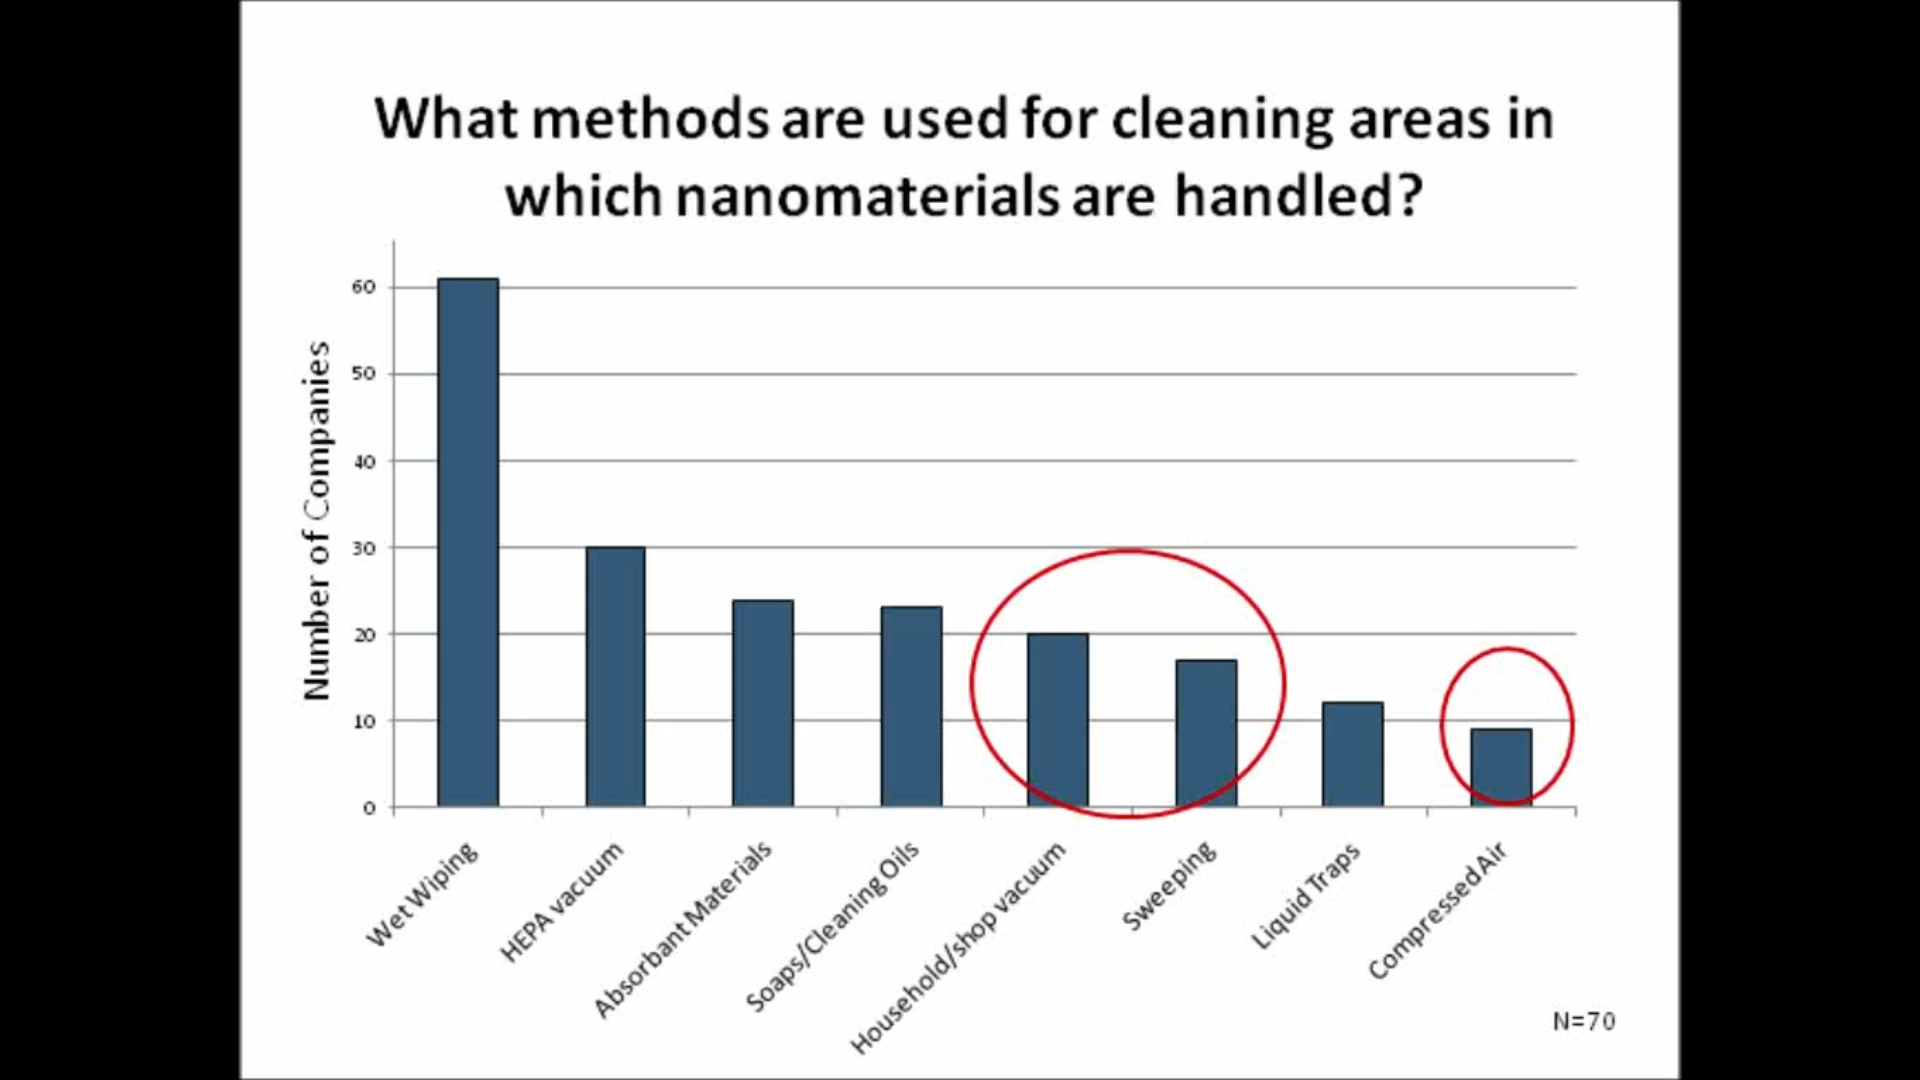 What methods are used for cleaning areas in
which nanomaterials are handled?
Number of Companies
60
50
40
30
20
10
0
Wet Wiping
HEPA vacuum
Absorbant Materials
Soaps/Cleaning Oils
Household/shop vacuum
Sweeping
Liquid Traps
Compressed Air
N=70